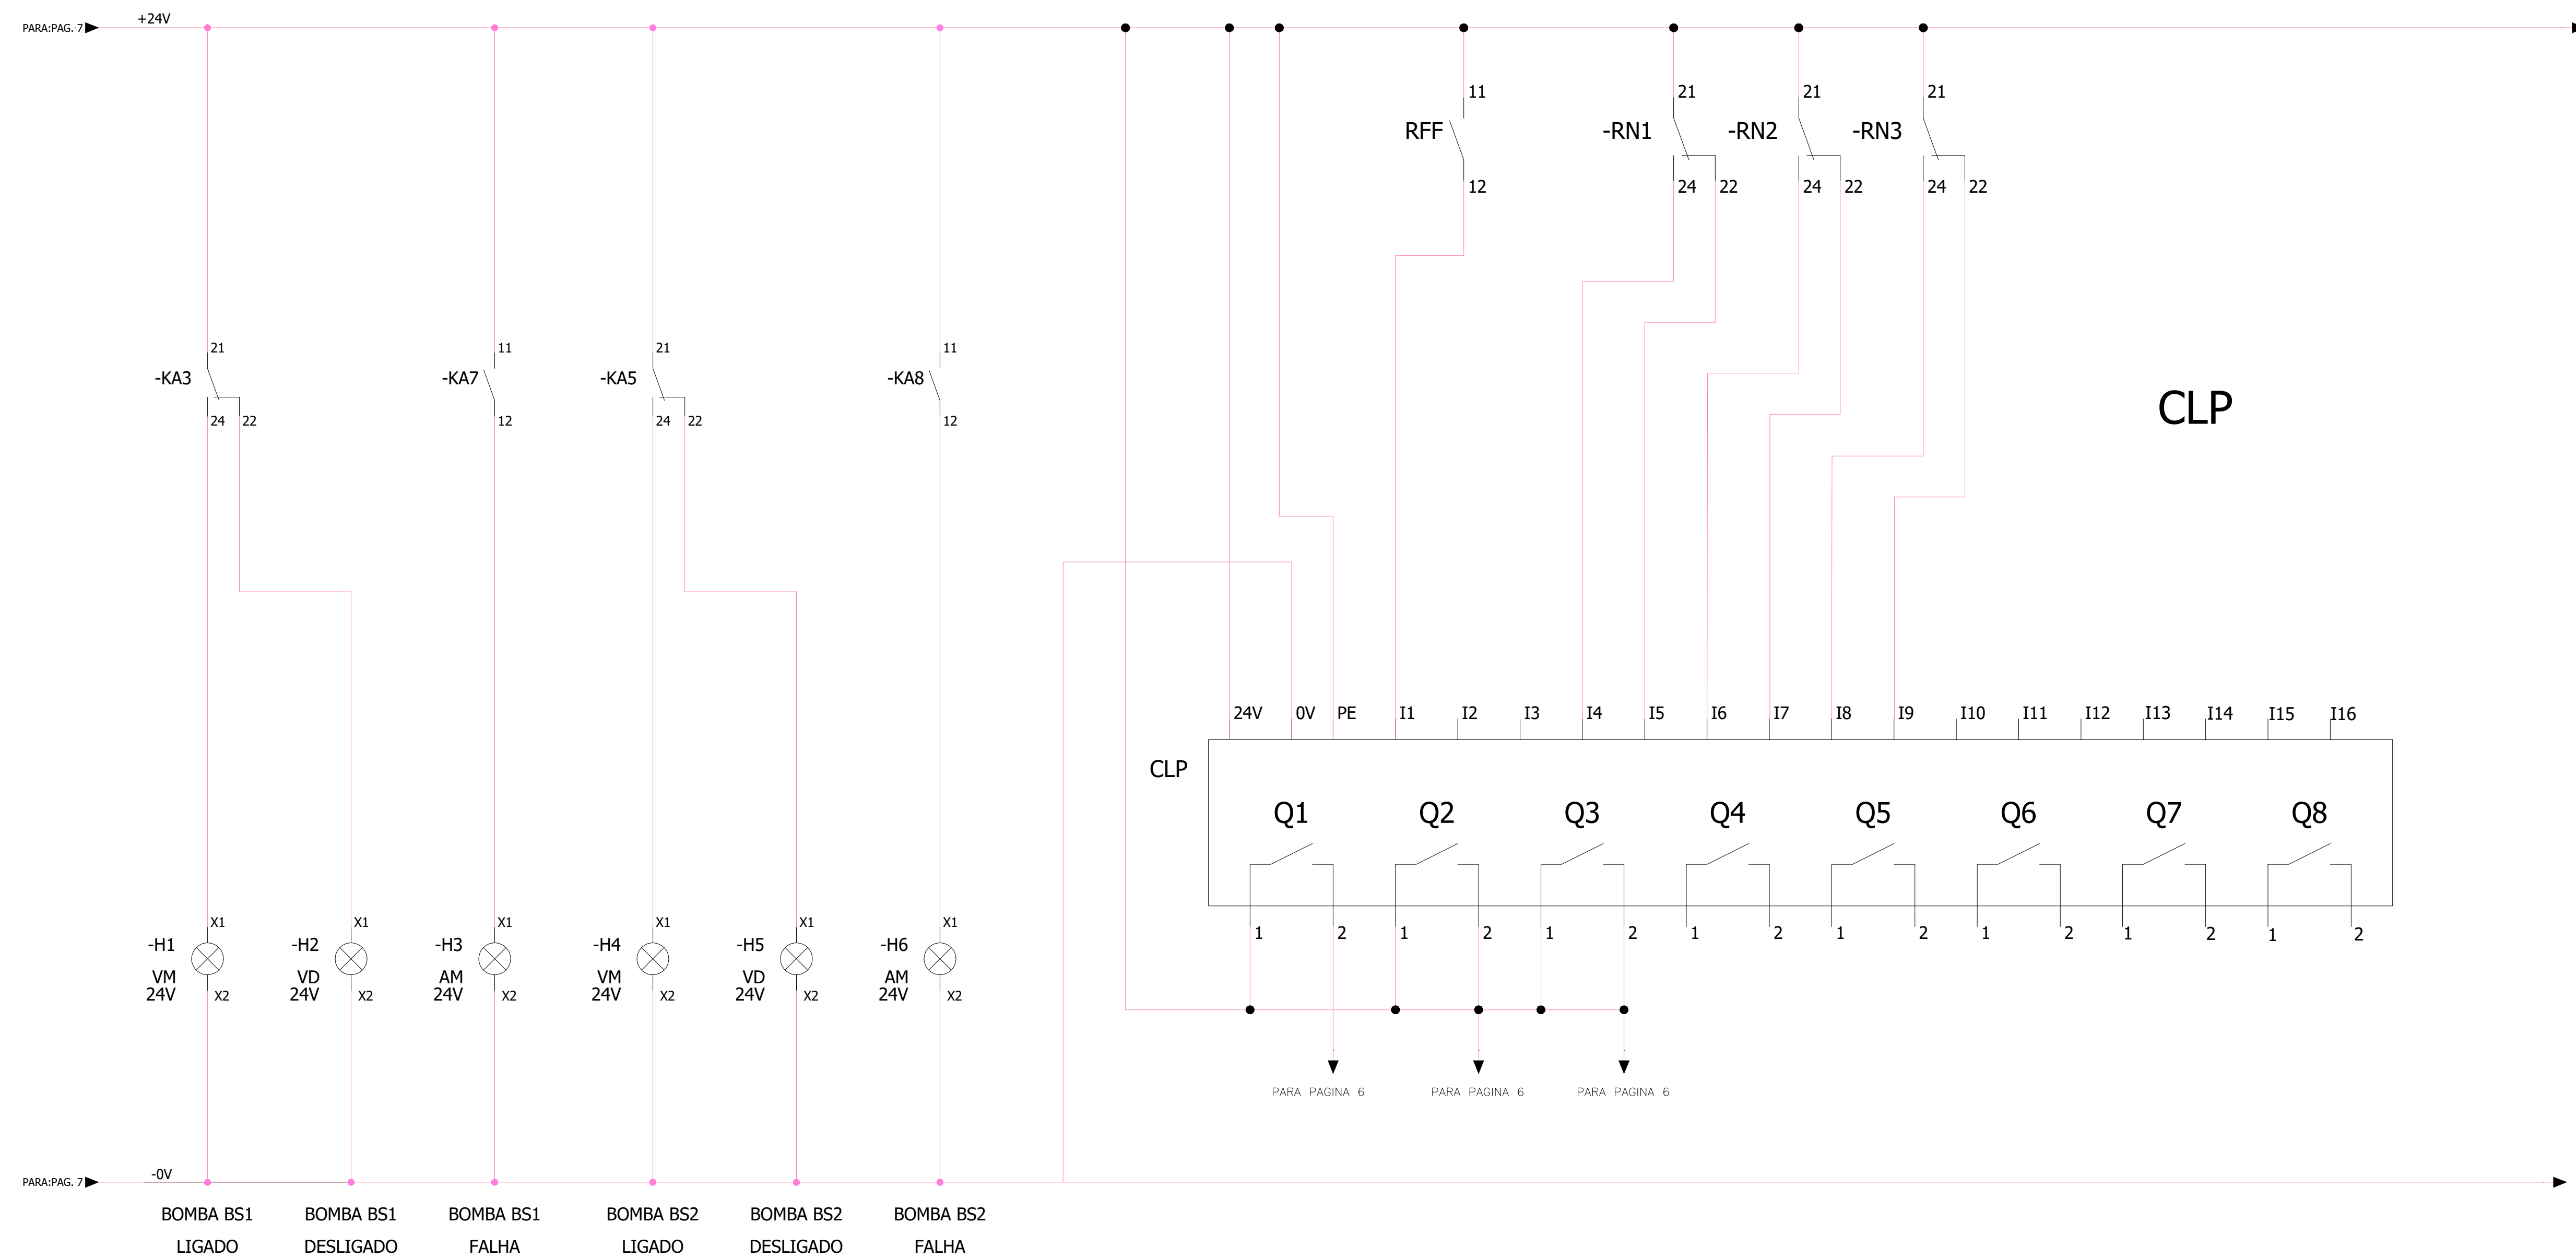 +24V
PARA:PAG. 7
11 21 21 21
RFF -RN1 -RN2 -RN3
12 24 22 24 22 24 22
21 11 21 11
-KA3 -KA7 -KA5 -KA8
24 22 12 24 22 12
CLP
24V 0V PE I1 I2 I3 I4 I5 I6 I7 I8 I9 I10 I11 I12 I13 I14 I15 I16
CLP
Q1 Q2 Q3 Q4 Q5 Q6 Q7 Q8
X1 X1 X1 X1 X1 X1
1 2 1 2 1 2 1 2 1 2 1 2 1 2 1 2
-H1 -H2 -H3 -H4 -H5 -H6
VM VD AM VM VD AM
24V X2 24V X2 24V X2 24V X2 24V X2 24V X2
PARA PAGINA 6 PARA PAGINA 6 PARA PAGINA 6
-0V
PARA:PAG. 7
BOMBA BS1 BOMBA BS1 BOMBA BS1 BOMBA BS2 BOMBA BS2 BOMBA BS2
LIGADO DESLIGADO FALHA LIGADO DESLIGADO FALHA